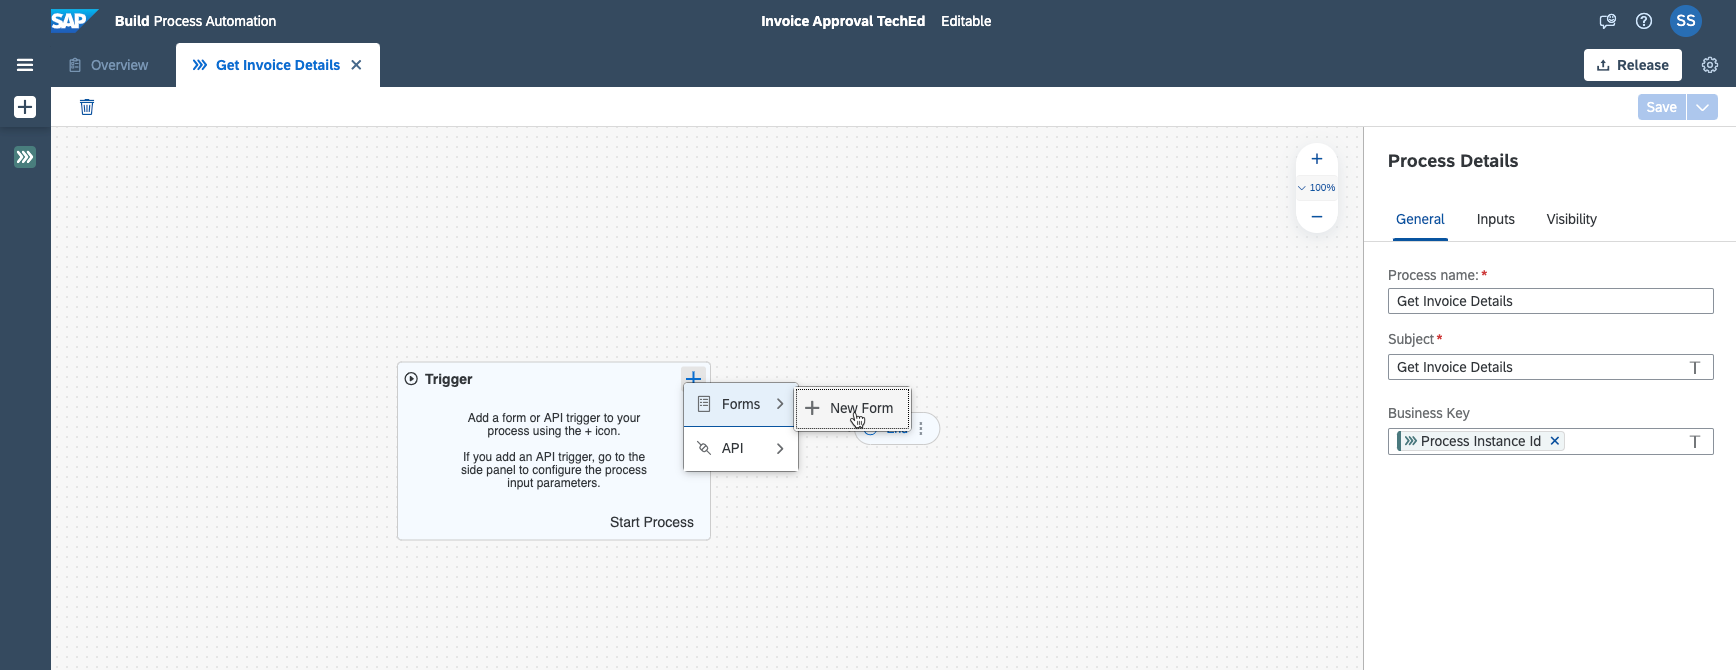 SAP Build Process Automation
Invoice Approval TechEd Editable
SS
Overview
Get Invoice Details
Release
Save
100%
Process Details
General Inputs Visibility
Process name:*
Get Invoice Details
Subject*
Get Invoice Details
T
Business Key
Process Instance Id
T
Trigger
Add a form or API trigger to your
process using the + icon.
If you add an API trigger, go to the
side panel to configure the process
input parameters.
Start Process
Forms
API
New Form
End